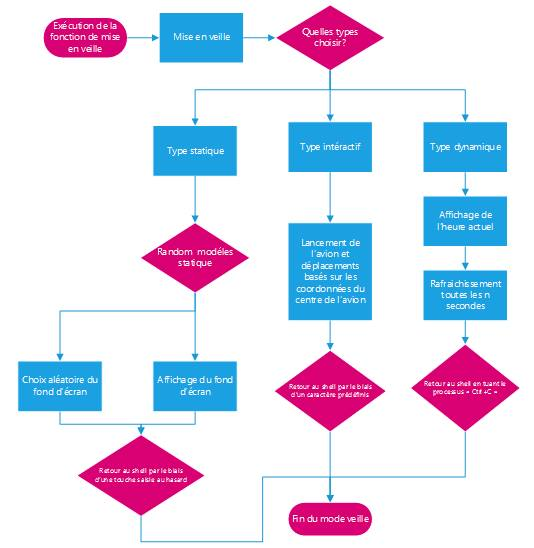 Exécution de la
fonction de mise
en veille
Mise en veille
Quelles types
choisir?
Type statique
Type intéractif
Type dynamique
Random modéles
statique
Lancement de
l'avion et
déplacements
basés sur les
coordonnées du
centre de l'avion
Affichage de
l'heure actuel
Rafraichissement
toutes les n
secondes
Choix aléatoire du
fond d'écran
Affichage du fond
d'écran
Retour au shell par le biais
d'un caractère prédéfinis
Retour au shell en tuant le
processus « Ctrl +C »
Retour au shell par le biais
d'une touche saisie au hasard
Fin du mode veille